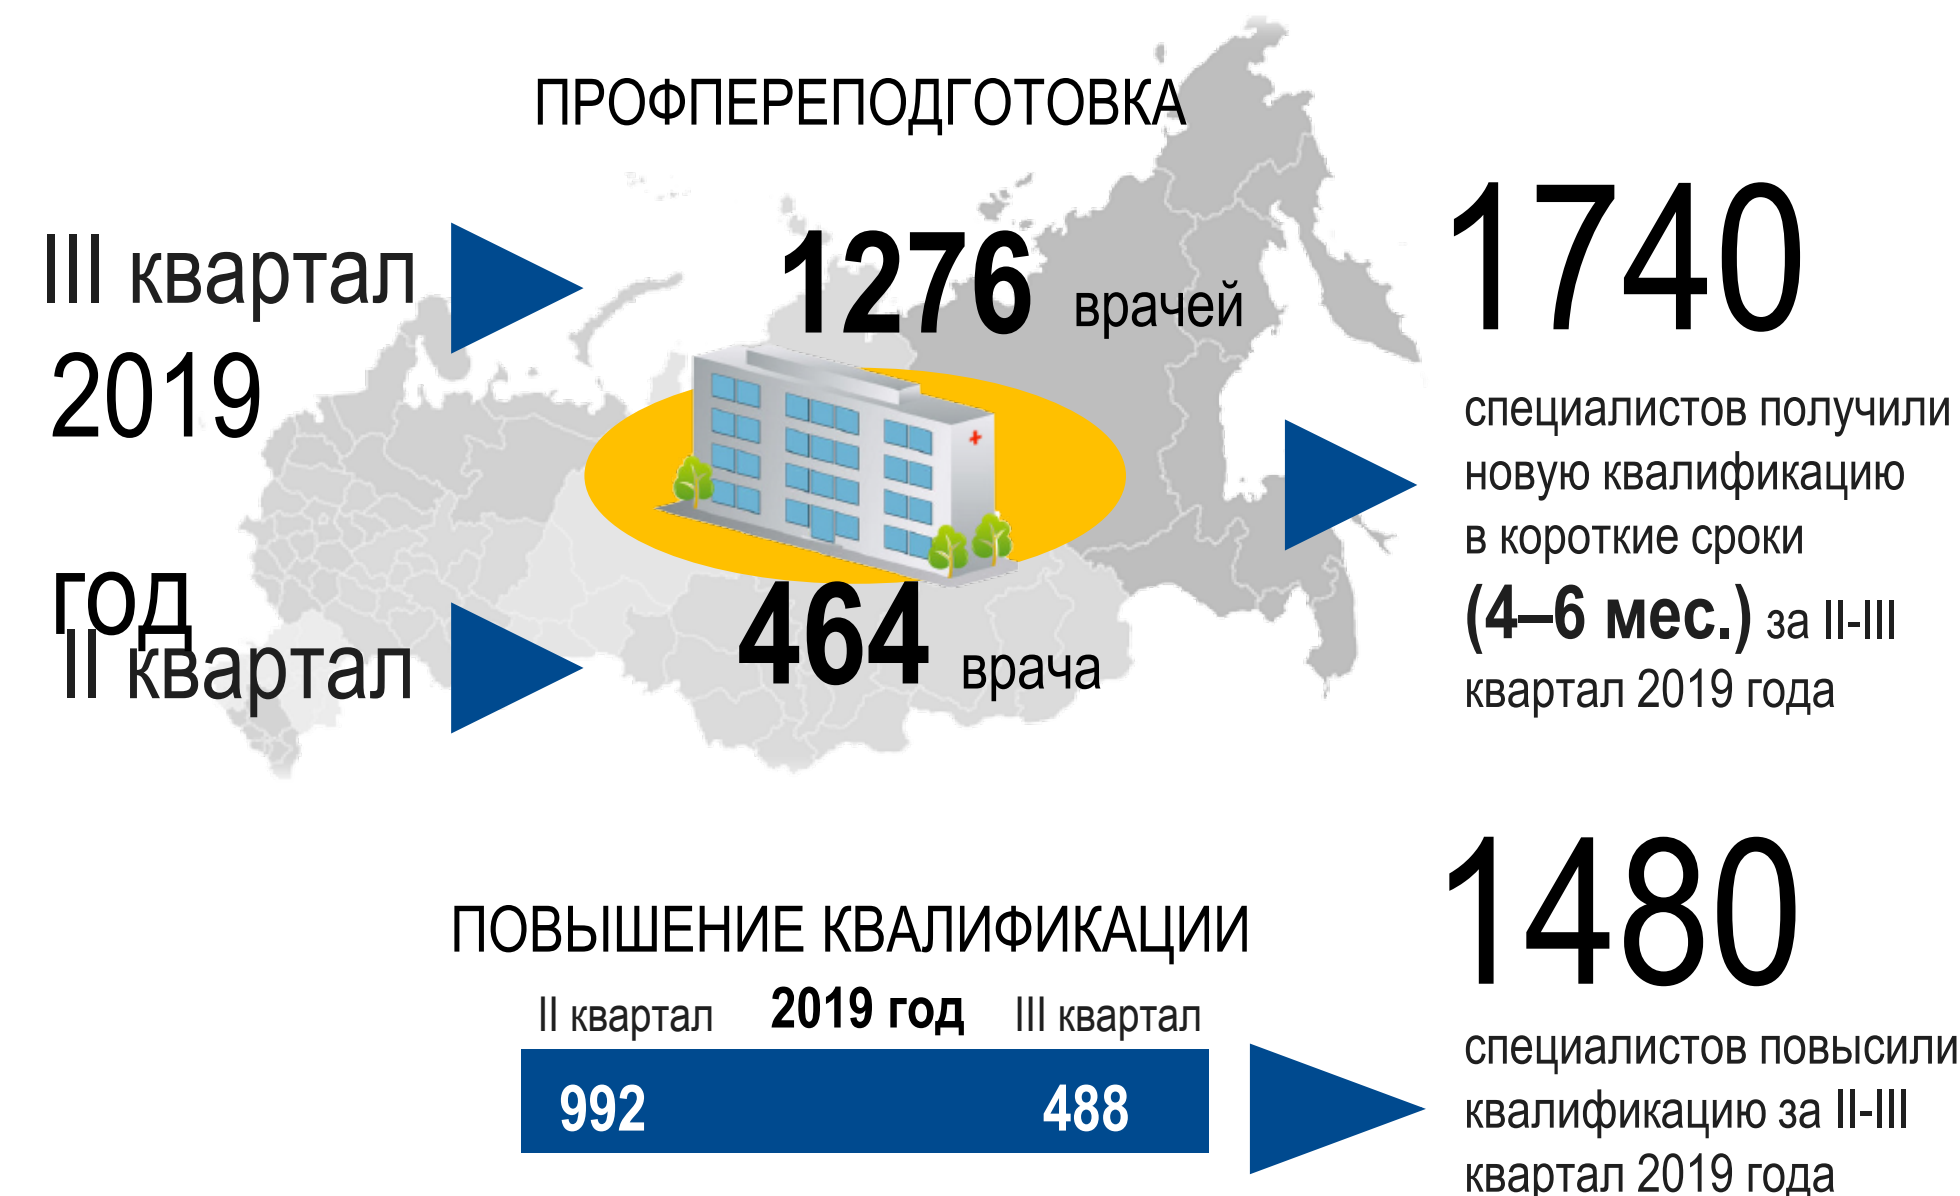 ПРОФПЕРЕПОДГОТОВКА
III квартал
2019
год
II квартал
1276 врачей
464 врача
1740
специалистов получили
новую квалификацию
в короткие сроки
(4–6 мес.) за II-III
квартал 2019 года
ПОВЫШЕНИЕ КВАЛИФИКАЦИИ
II квартал 2019 год III квартал
992 488
1480
специалистов повысили
квалификацию за II-III
квартал 2019 года